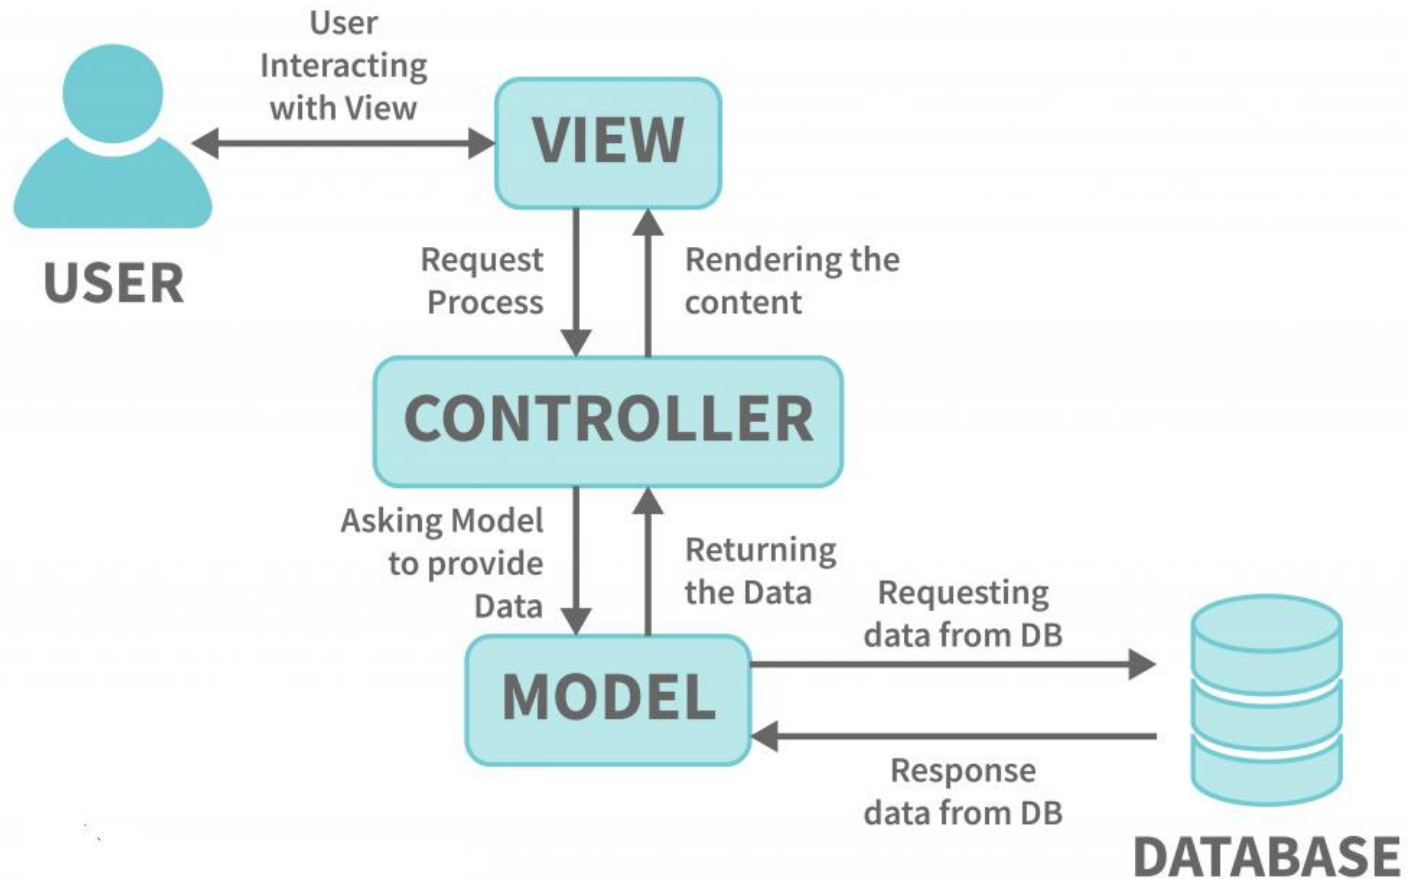 User
Interacting
with View
VIEW
USER
Request
Process
Rendering the
content
CONTROLLER
Asking Model
to provide
Data
Returning
the Data
Requesting
data from DB
MODEL
Response
data from DB
DATABASE